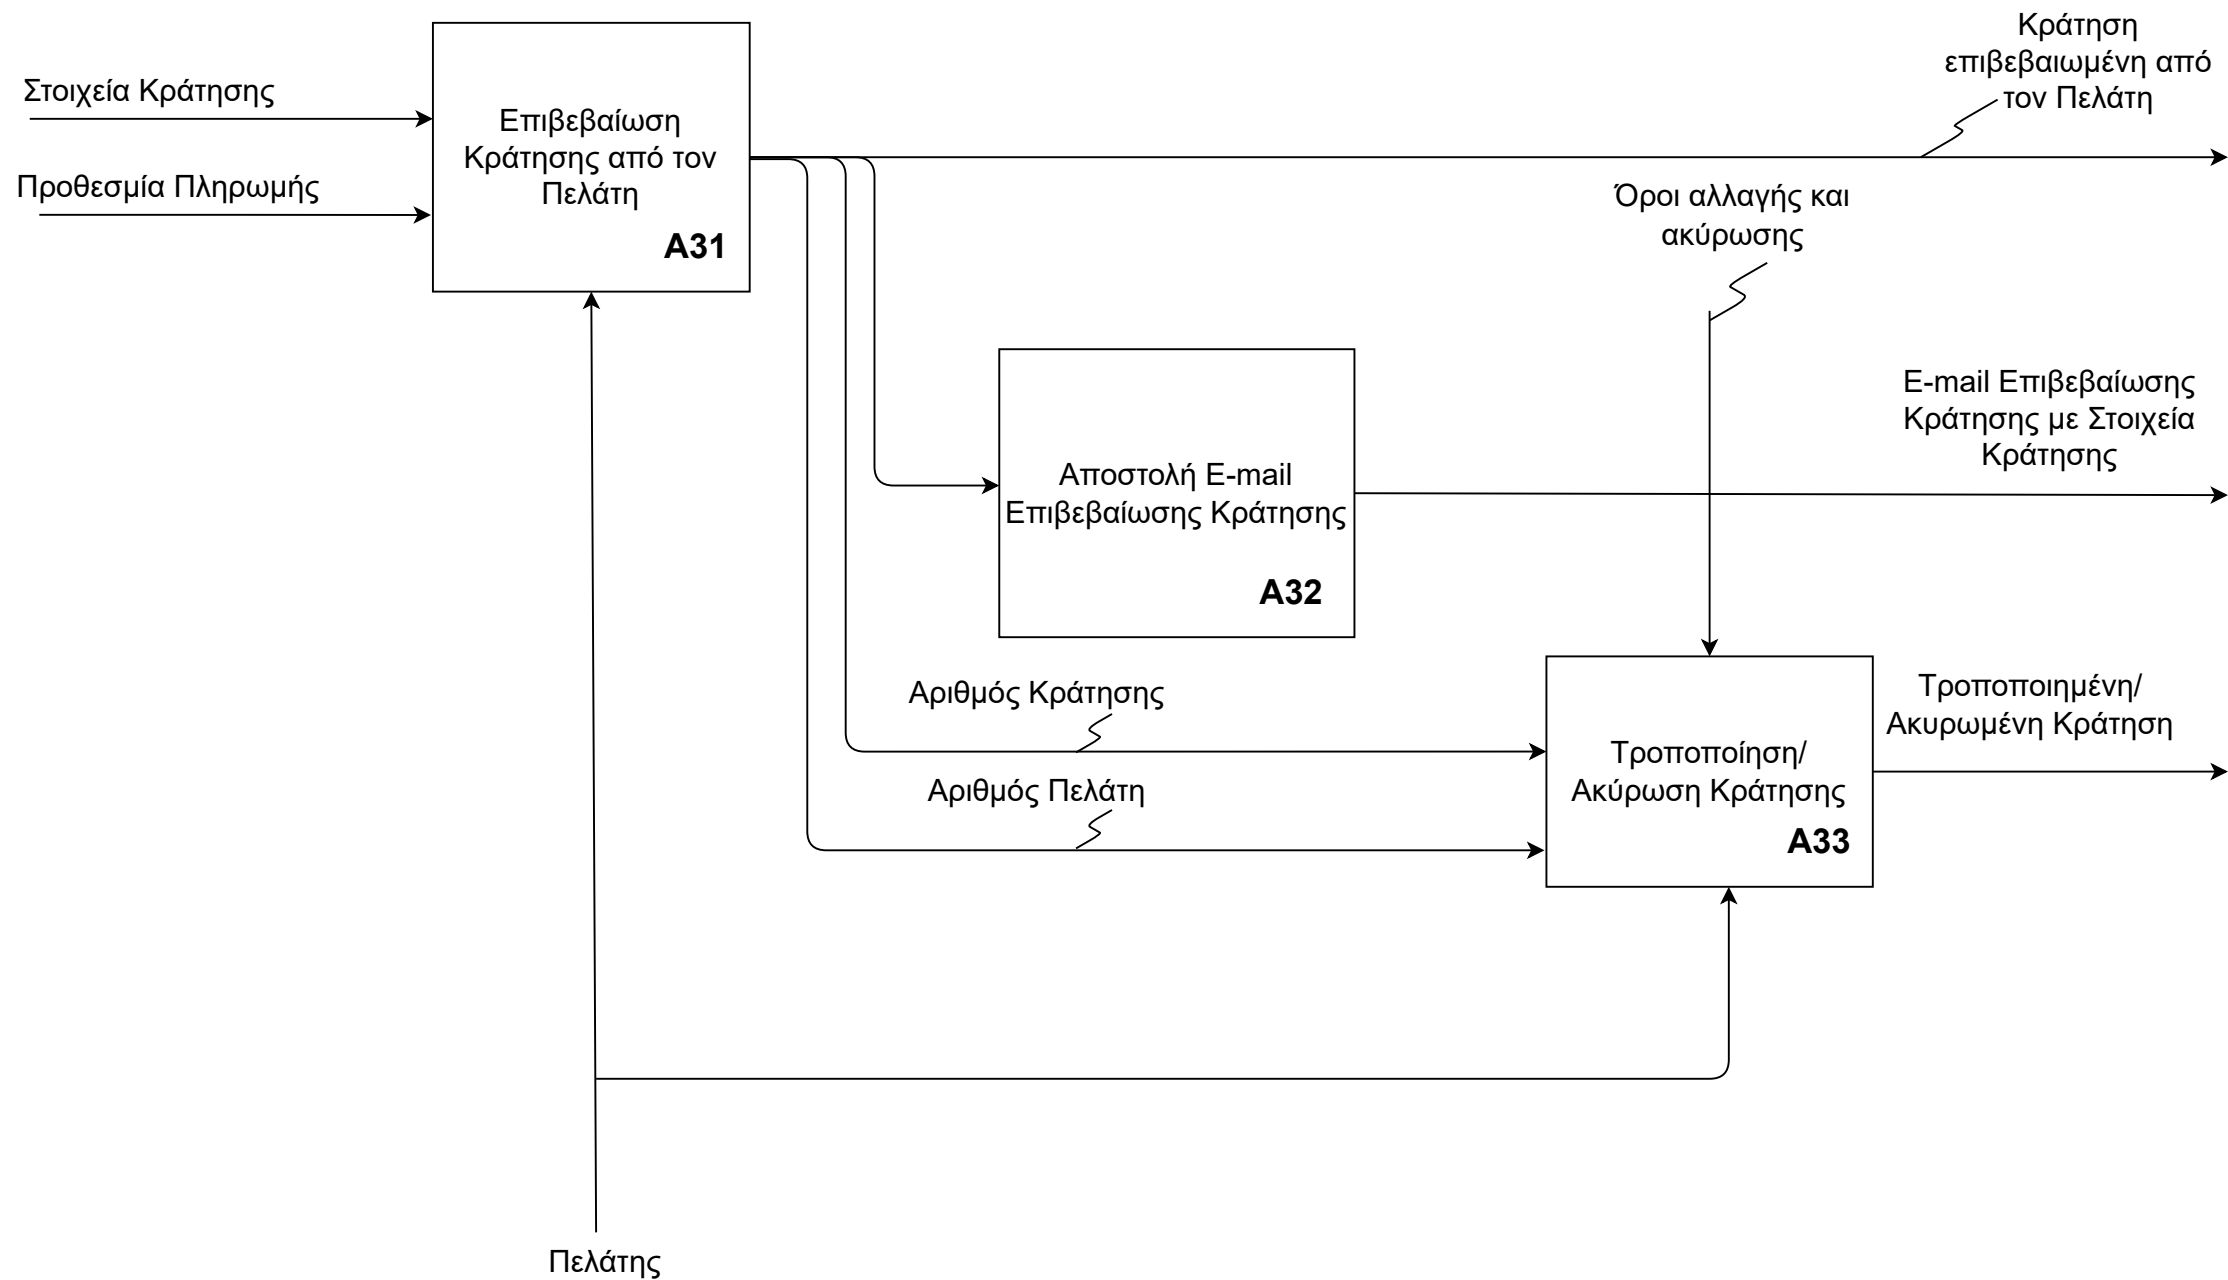 Κράτηση
επιβεβαιωμένη από
τον Πελάτη
Στοιχεία Κράτησης
Προθεσμία Πληρωμής
Επιβεβαίωση
Κράτησης από τον
Πελάτη
A31
Όροι αλλαγής και
ακύρωσης
E-mail Επιβεβαίωσης
Κράτησης με Στοιχεία
Κράτησης
Αποστολή E-mail
Επιβεβαίωσης Κράτησης
A32
Αριθμός Κράτησης
Αριθμός Πελάτη
Τροποποίηση/
Ακύρωση Κράτησης
A33
Τροποποιημένη/
Ακυρωμένη Κράτηση
Πελάτης